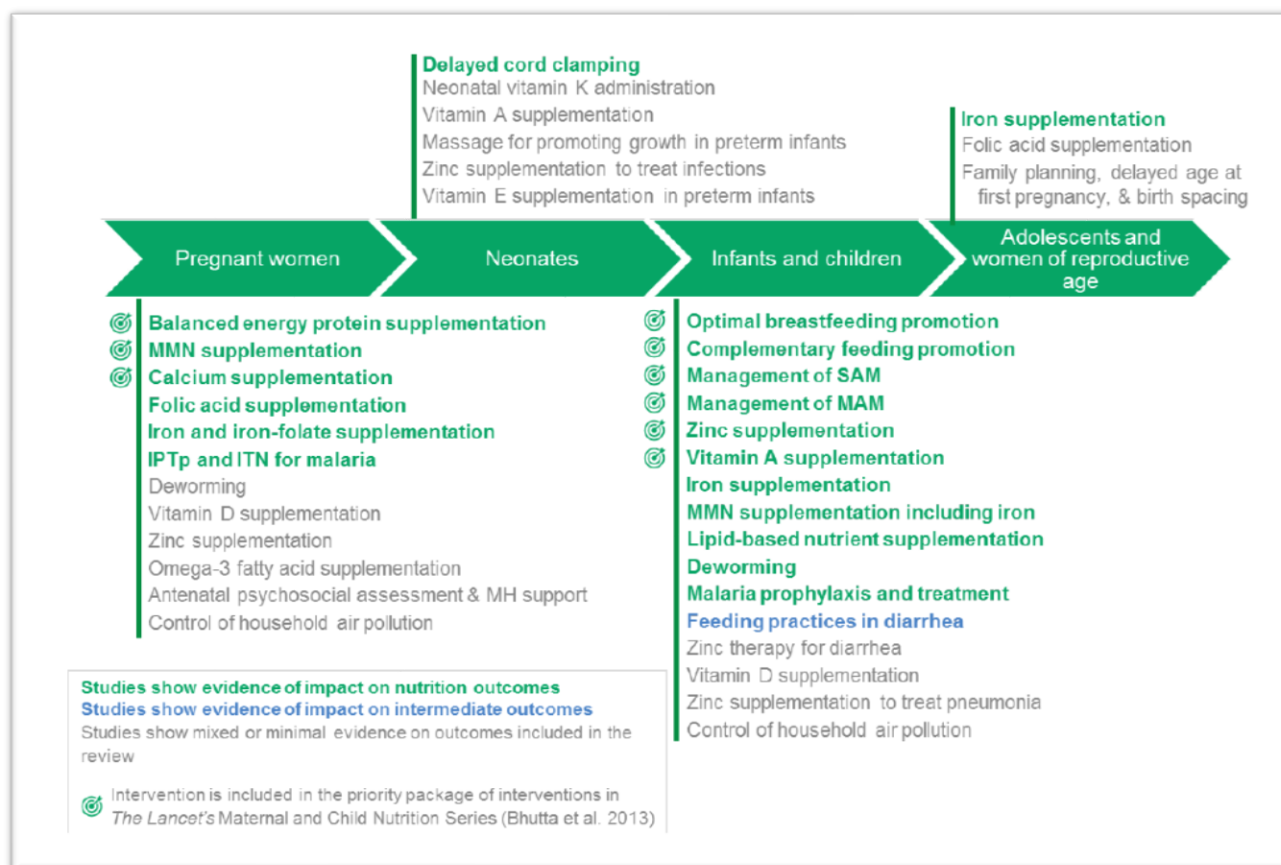 Delayed cord clamping
Neonatal vitamin K administration
Vitamin A supplementation
Massage for promoting growth in preterm infants
Zinc supplementation to treat infections
Vitamin E supplementation in preterm infants
Iron supplementation
Folic acid supplementation
Family planning, delayed age at
first pregnancy, & birth spacing
Pregnant women
Neonates
Infants and children
Adolescents and
women of reproductive
age
Balanced energy protein supplementation
MMN supplementation
Calcium supplementation
Folic acid supplementation
Iron and iron-folate supplementation
IPTp and ITN for malaria
Deworming
Vitamin D supplementation
Zinc supplementation
Omega-3 fatty acid supplementation
Antenatal psychosocial assessment & MH support
Control of household air pollution
Optimal breastfeeding promotion
Complementary feeding promotion
Management of SAM
Management of MAM
Zinc supplementation
Vitamin A supplementation
Iron supplementation
MMN supplementation including iron
Lipid-based nutrient supplementation
Deworming
Malaria prophylaxis and treatment
Feeding practices in diarrhea
Zinc therapy for diarrhea
Vitamin D supplementation
Zinc supplementation to treat pneumonia
Control of household air pollution
Studies show evidence of impact on nutrition outcomes
Studies show evidence of impact on intermediate outcomes
Studies show mixed or minimal evidence on outcomes included in the
review
Intervention is included in the priority package of interventions in
The Lancet's Maternal and Child Nutrition Series (Bhutta et al. 2013)